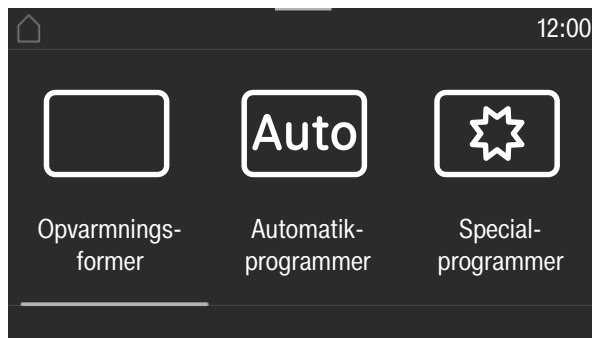 12:00
Auto
Opvarmnings-
former
Automatik-
programmer
Special-
programmer